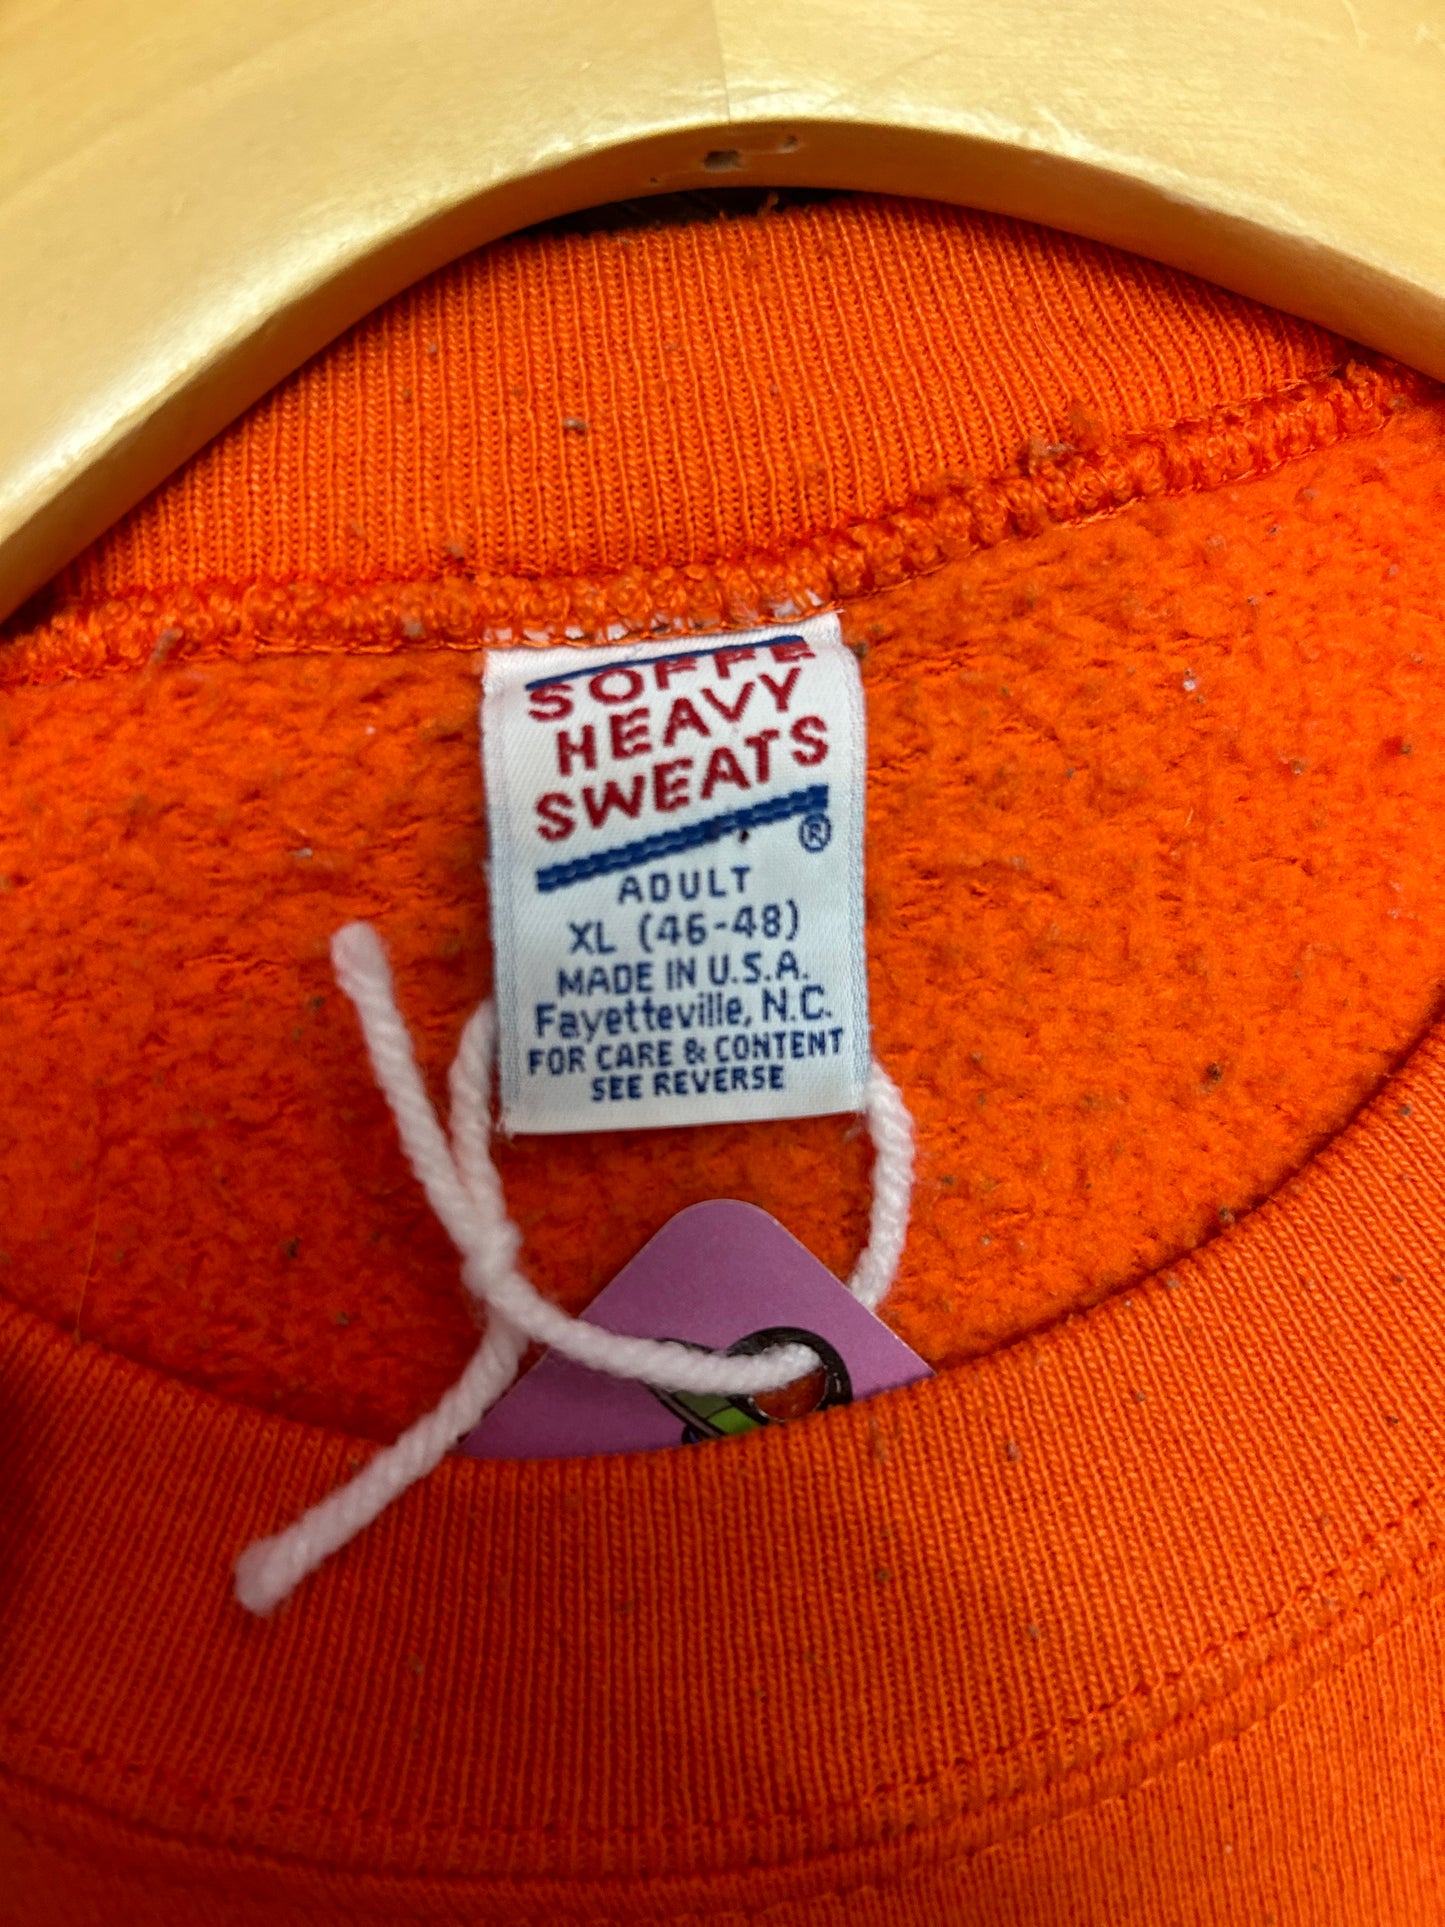 SOFFE
HEAVY
SWEATS
®
ADULT
XL (46-48)
MADE IN U.S.A.
Fayetteville, N.C.
FOR CARE & CONTENT
SEE REVERSE